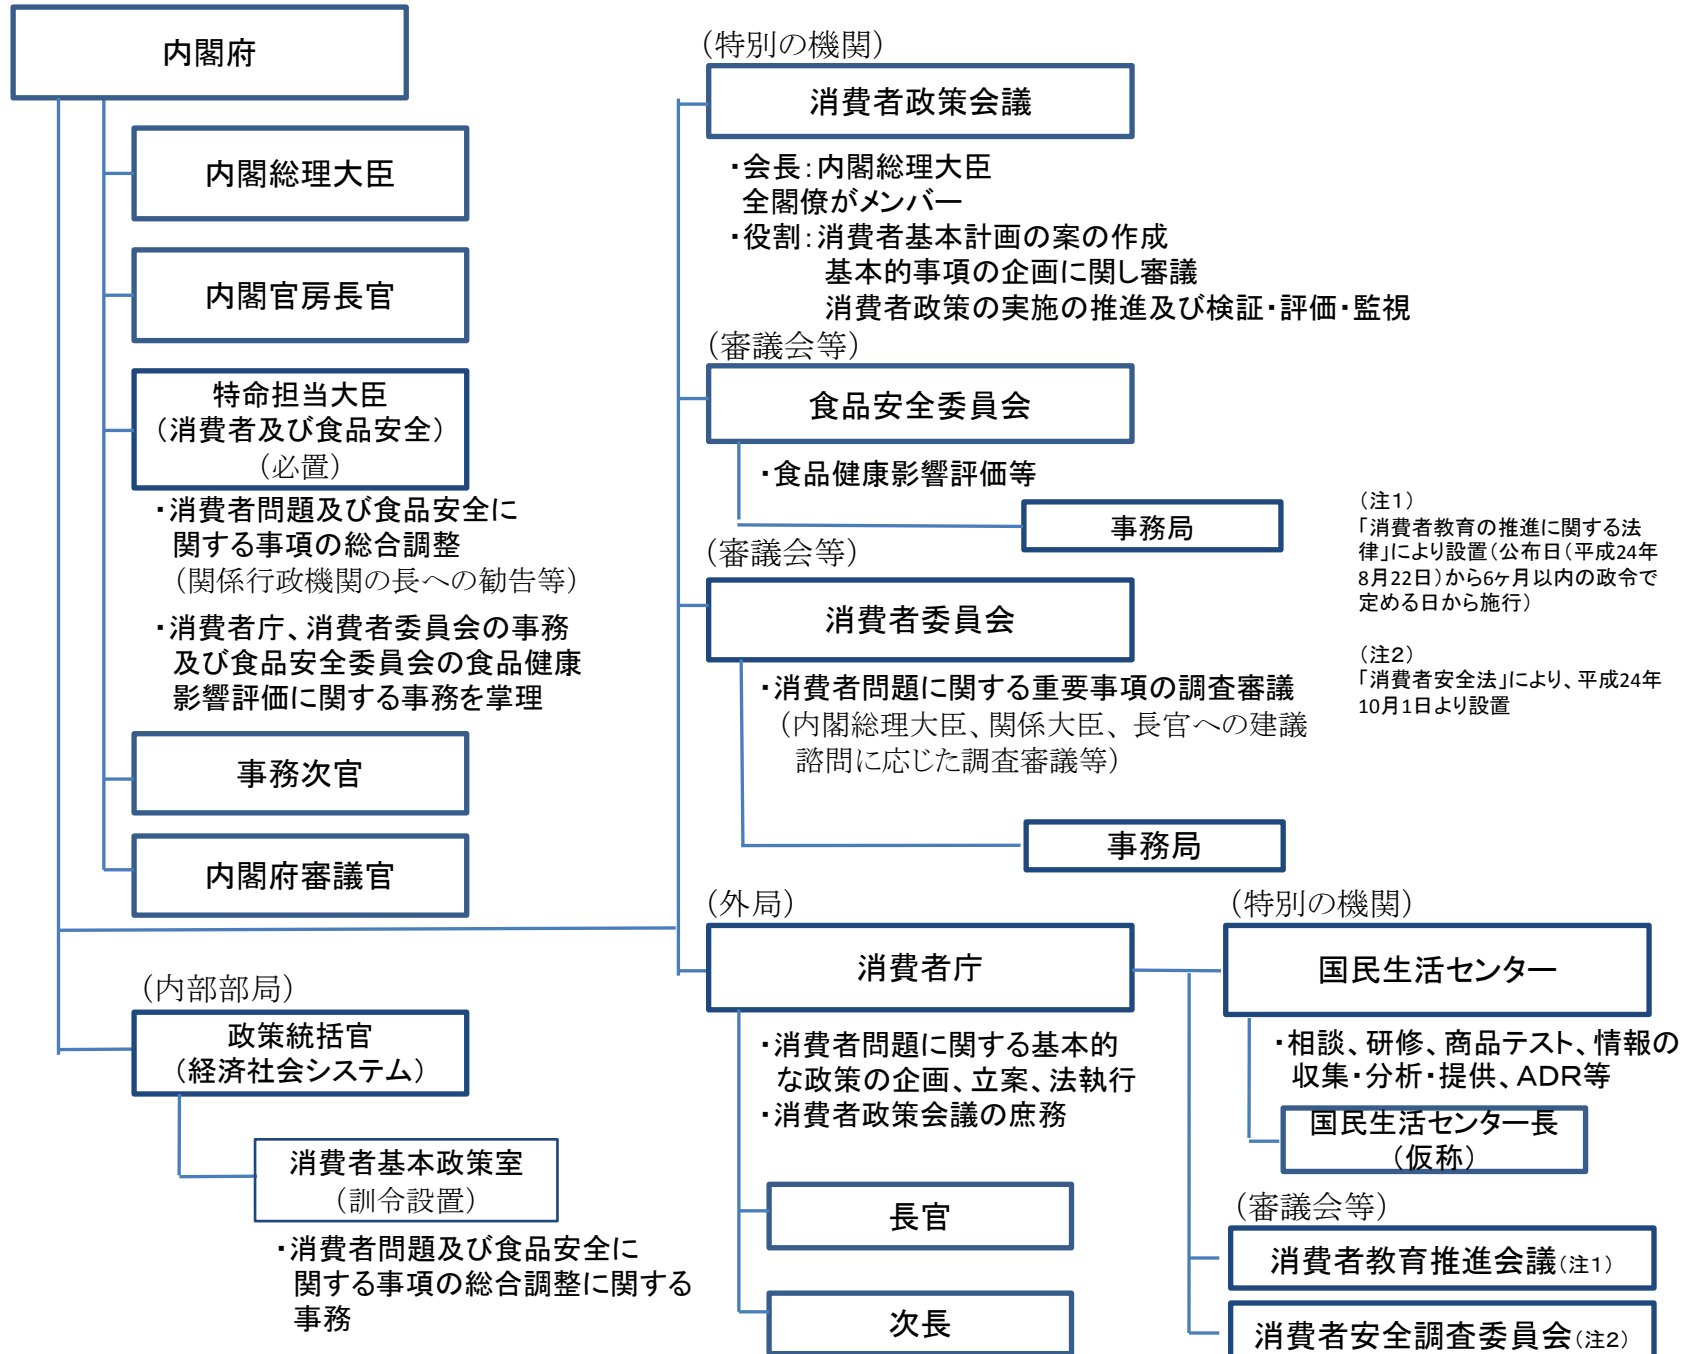 内閣府
内閣総理大臣
内閣官房長官
特命担当大臣
（消費者及び食品安全）
（必置）
・消費者問題及び食品安全に
関する事項の総合調整
（関係行政機関の長への勧告等）
・消費者庁、消費者委員会の事務
及び食品安全委員会の食品健康
影響評価に関する事務を掌理
事務次官
内閣府審議官
（内部部局）
政策統括官
（経済社会システム）
消費者基本政策室
（訓令設置）
・消費者問題及び食品安全に
関する事項の総合調整に関する
事務
（特別の機関）
消費者政策会議
・会長：内閣総理大臣
全閣僚がメンバー
・役割：消費者基本計画の案の作成
基本的事項の企画に関し審議
消費者政策の実施の推進及び検証・評価・監視
（審議会等）
食品安全委員会
・食品健康影響評価等
事務局
（審議会等）
消費者委員会
・消費者問題に関する重要事項の調査審議
（内閣総理大臣、関係大臣、長官への建議
諮問に応じた調査審議等）
事務局
（外局）
消費者庁
・消費者問題に関する基本的
な政策の企画、立案、法執行
・消費者政策会議の庶務
長官
次長
（注１）
「消費者教育の推進に関する法
律」により設置（公布日（平成24年
8月22日）から6ヶ月以内の政令で
定める日から施行）
（注２）
「消費者安全法」により、平成24年
10月1日より設置
（特別の機関）
国民生活センター
・相談、研修、商品テスト、情報の
収集・分析・提供、ＡＤＲ等
国民生活センター長
（仮称）
（審議会等）
消費者教育推進会議（注１）
消費者安全調査委員会（注２）